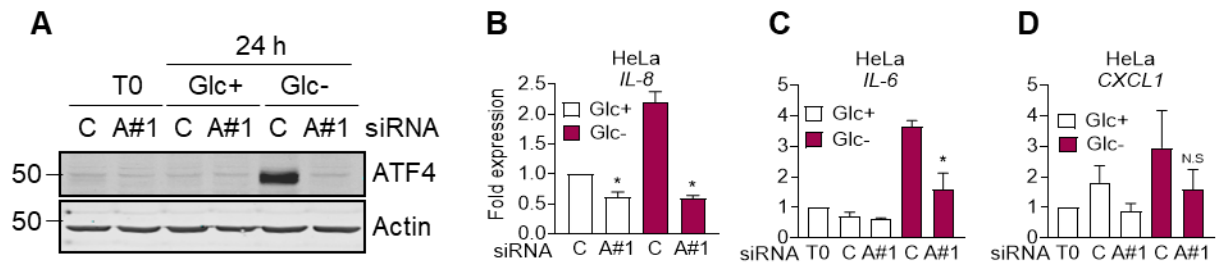 A
24 h
T0 Glc+ Glc-
C A#1 C A#1 C A#1 siRNA
50 ATF4
50 Actin
B
HeLa
IL-8
Fold expression
2.5
2.0
1.5
1.0
0.5
0.0
Glc+
Glc-
* *
siRNA C A#1 C A#1
C
HeLa
IL-6
5
4
3
2
1
0
Glc+
Glc-
*
siRNA T0 C A#1 C A#1
D
HeLa
CXCL1
5
4
3
2
1
0
Glc+
Glc-
N.S
siRNA T0 C A#1 C A#1